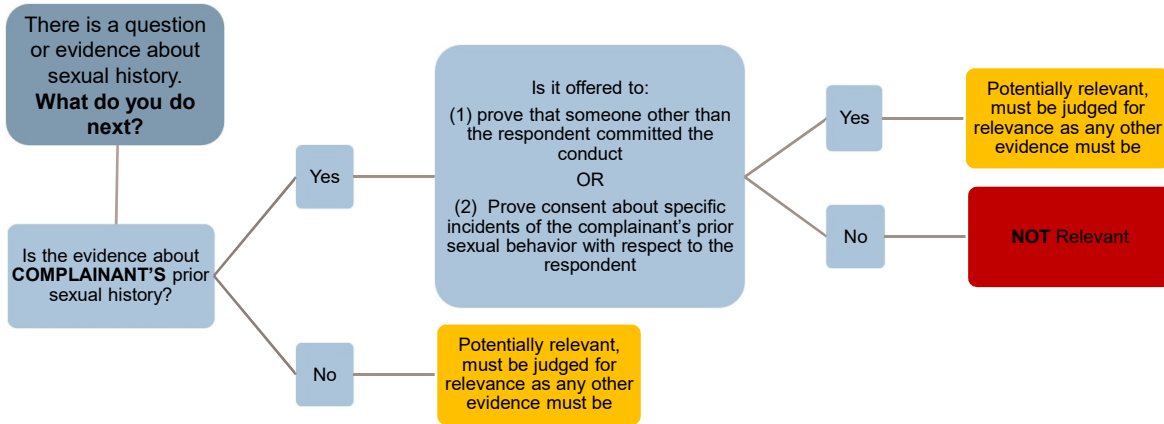 There is a question
or evidence about
sexual history.
What do you do
next?
Is the evidence about
COMPLAINANT'S prior
sexual history?
Yes
No
Is it offered to:
(1) prove that someone other than
the respondent committed the
conduct
OR
(2) Prove consent about specific
incidents of the complainant's prior
sexual behavior with respect to the
respondent
Potentially relevant,
must be judged for
relevance as any other
evidence must be
Yes
No
Potentially relevant,
must be judged for
relevance as any other
evidence must be
NOT Relevant